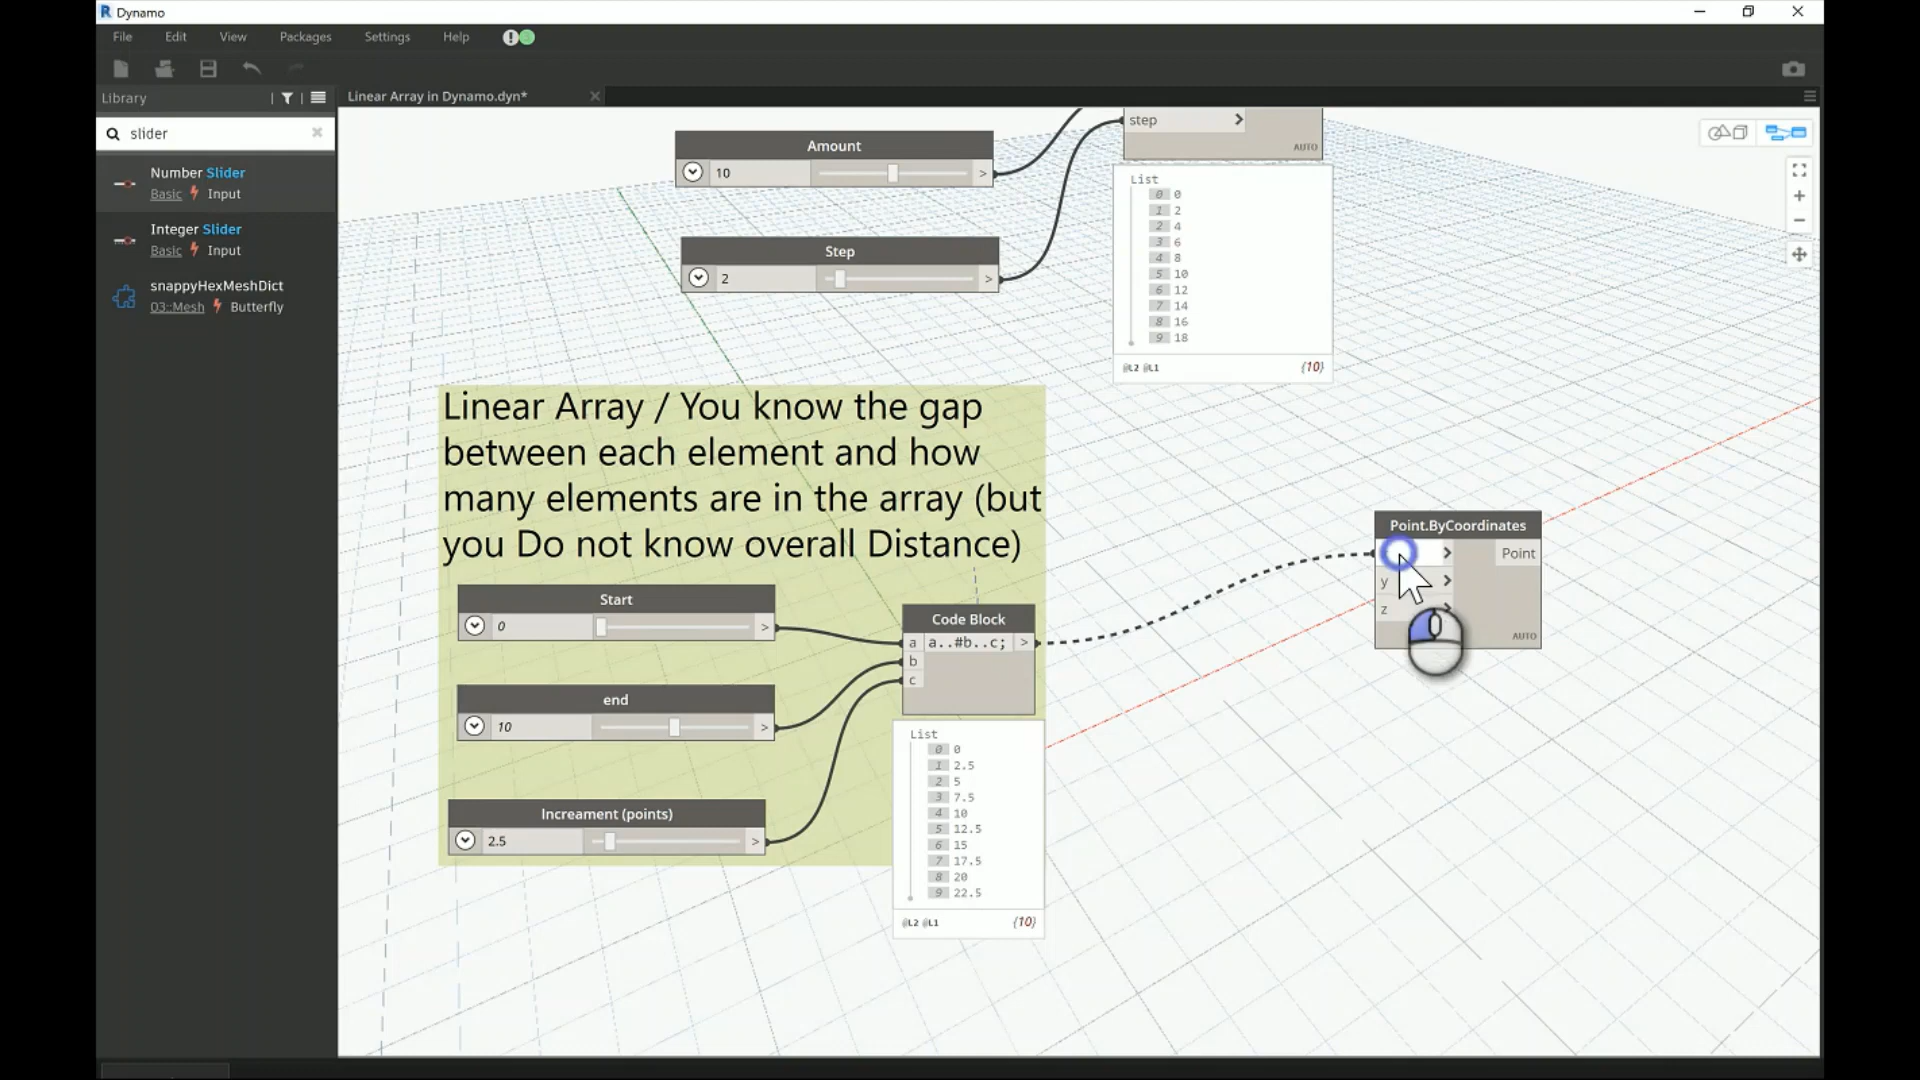 Dynamo
File Edit View Packages Settings Help
Library
Linear Array in Dynamo.dyn*
slider
Number Slider
Basic Input
Integer Slider
Basic Input
snappyHexMeshDict
03::Mesh Butterfly
Amount
10 >
Step
2 >
step >
AUTO
List
0 0
1 2
2 4
3 6
4 8
5 10
6 12
7 14
8 16
9 18
@L2 @L1 {10}
Linear Array / You know the gap
between each element and how
many elements are in the array (but
you Do not know overall Distance)
Start
0 >
end
10 >
Increament (points)
2.5 >
Code Block
a a..#b..c; >
b
c
List
0 0
1 2.5
2 5
3 7.5
4 10
5 12.5
6 15
7 17.5
8 20
9 22.5
@L2 @L1 {10}
Point.ByCoordinates
> Point
y >
z >
AUTO